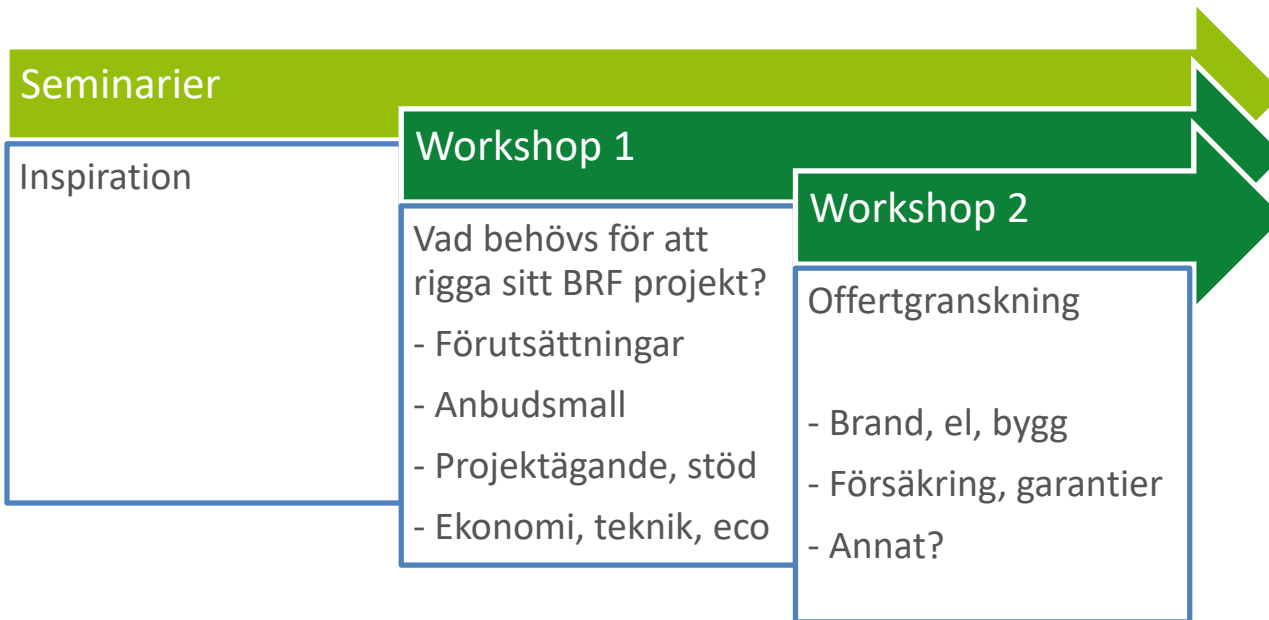 Seminarier
Inspiration
Workshop 1
Vad behövs för att
rigga sitt BRF projekt?
- Förutsättningar
- Anbudsmall
- Projektägande, stöd
- Ekonomi, teknik, eco
Workshop 2
Offertgranskning
- Brand, el, bygg
- Försäkring, garantier
- Annat?